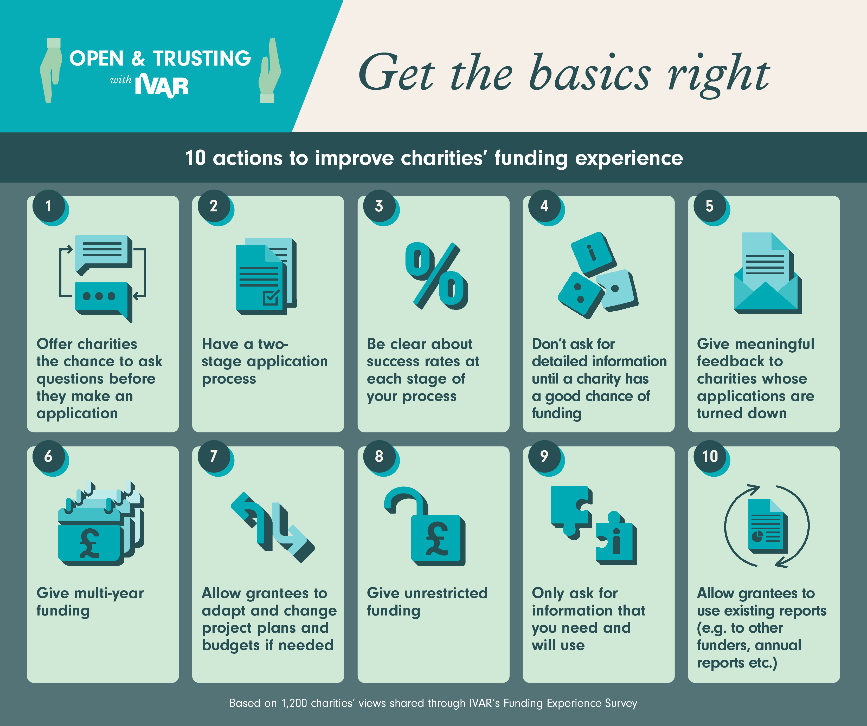 OPEN & TRUSTING
with IVAR
Get the basics right
10 actions to improve charities’ funding experience
1
Offer charities
the chance to ask
questions before
they make an
application
2
Have a two-
stage application
process
3
%
Be clear about
success rates at
each stage of
your process
4
i
Don’t ask for
detailed information
until a charity has
a good chance of
funding
5
Give meaningful
feedback to
charities whose
applications are
turned down
6
£
Give multi-year
funding
7
Allow grantees to
adapt and change
project plans and
budgets if needed
8
£
Give unrestricted
funding
9
i
Only ask for
information that
you need and
will use
10
Allow grantees to
use existing reports
(e.g. to other
funders, annual
reports etc.)
Based on 1,200 charities’ views shared through IVAR’s Funding Experience Survey